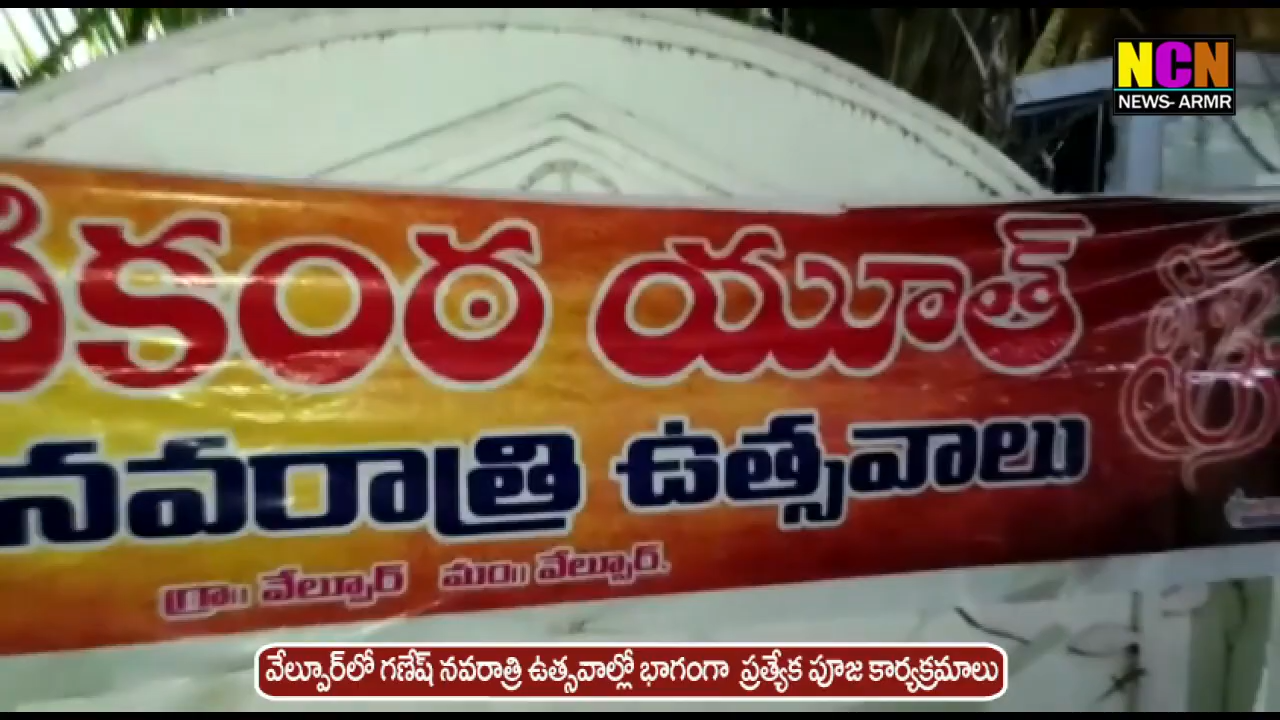 NCN
NEWS- ARMR
కంఠ యూత్
నవరాత్రి ఉత్సవాలు
గ్రా॥ వేల్పూర్ మం॥ వేల్పూర్.
వేల్పూర్‌లో గణేష్ నవరాత్రి ఉత్సవాల్లో భాగంగా ప్రత్యేక పూజ కార్యక్రమాలు